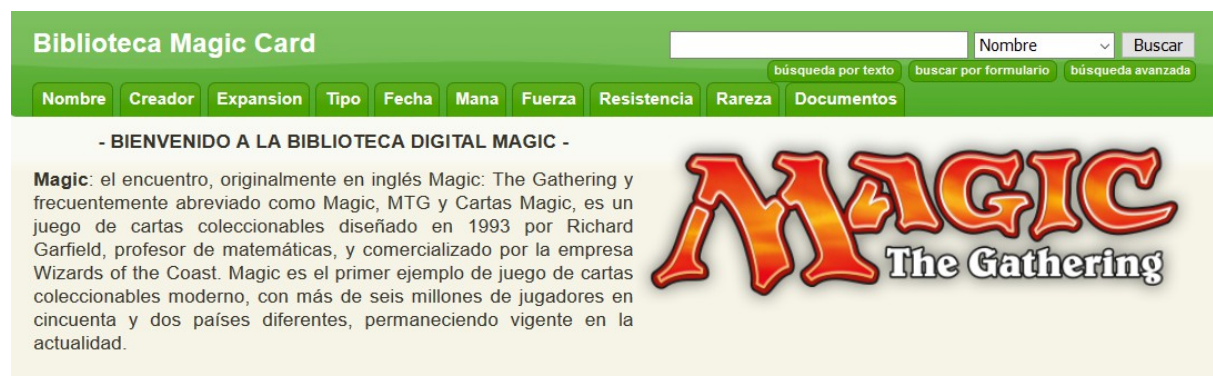 Biblioteca Magic Card
Nombre
Buscar
búsqueda por texto
buscar por formulario
búsqueda avanzada
Nombre
Creador
Expansion
Tipo
Fecha
Mana
Fuerza
Resistencia
Rareza
Documentos
- BIENVENIDO A LA BIBLIOTECA DIGITAL MAGIC -
Magic: el encuentro, originalmente en inglés Magic: The Gathering y
frecuentemente abreviado como Magic, MTG y Cartas Magic, es un
juego de cartas coleccionables diseñado en 1993 por Richard
Garfield, profesor de matemáticas, y comercializado por la empresa
Wizards of the Coast. Magic es el primer ejemplo de juego de cartas
coleccionables moderno, con más de seis millones de jugadores en
cincuenta y dos países diferentes, permaneciendo vigente en la
actualidad.
MAGIC
The Gathering